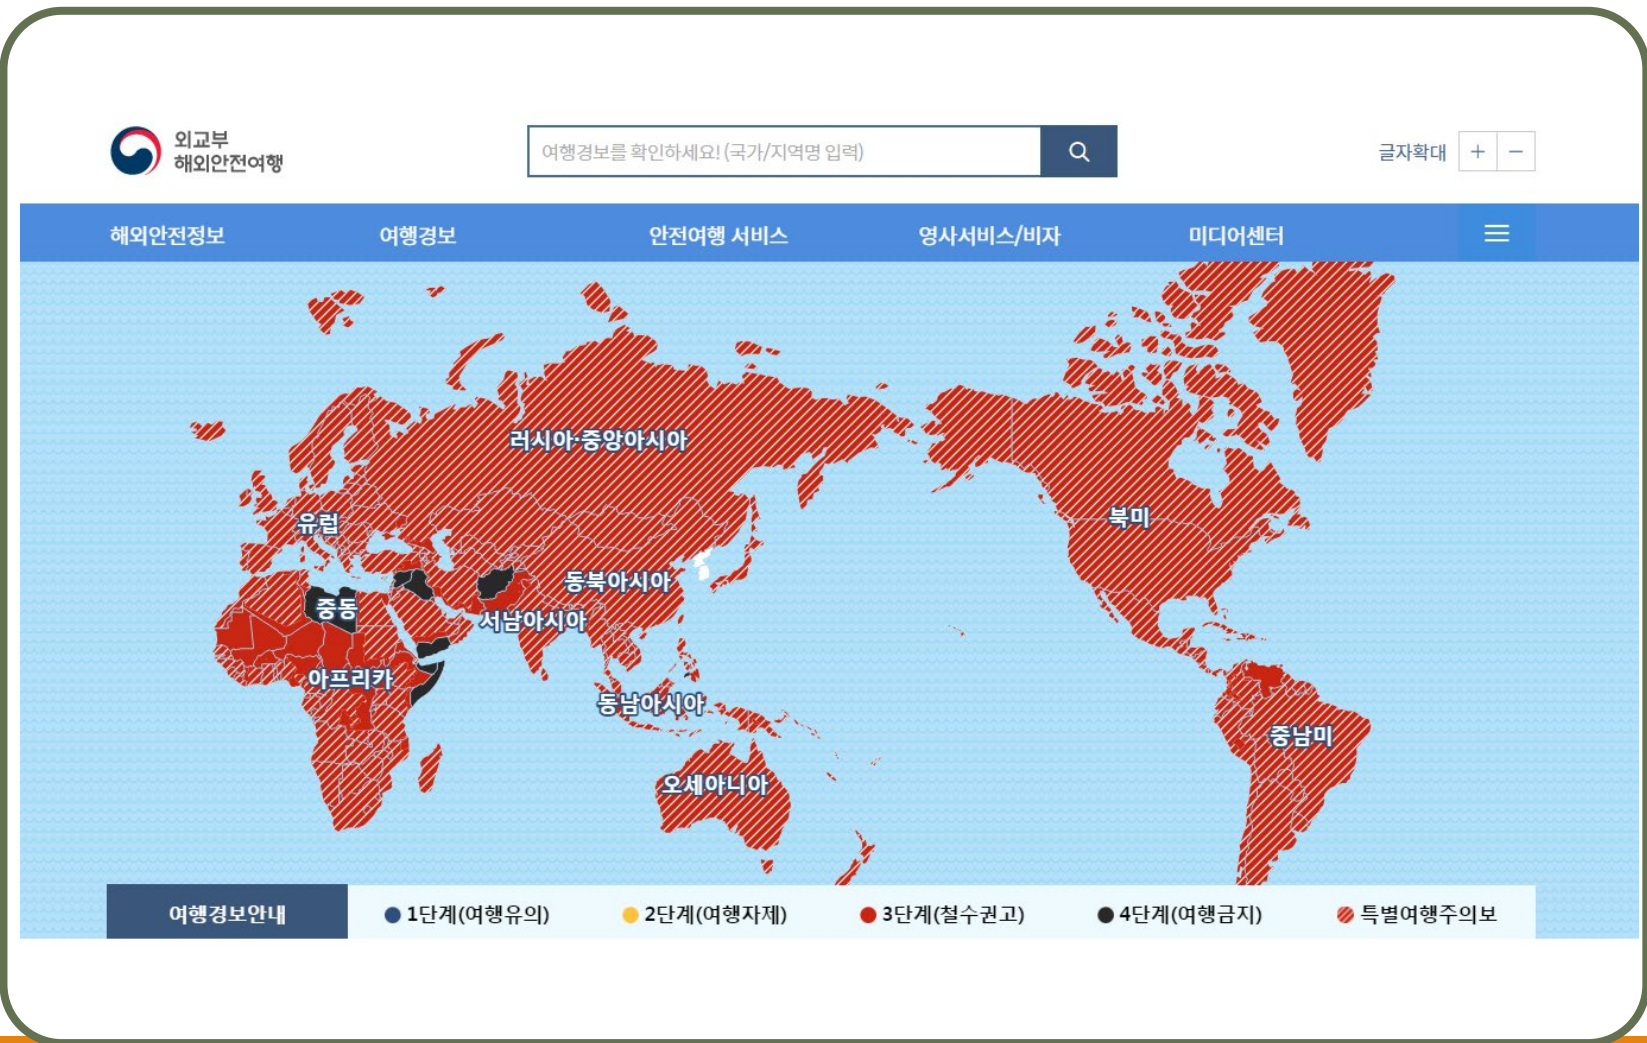 외교부
해외안전여행
여행경보를 확인하세요! (국가/지역명 입력)
글자확대 + −
해외안전정보 여행경보 안전여행 서비스 영사서비스/비자 미디어센터
러시아·중앙아시아
유럽
북미
동북아시아
중동
서남아시아
아프리카
동남아시아
중남미
오세아니아
여행경보안내 1단계(여행유의) 2단계(여행자제) 3단계(철수권고) 4단계(여행금지) 특별여행주의보